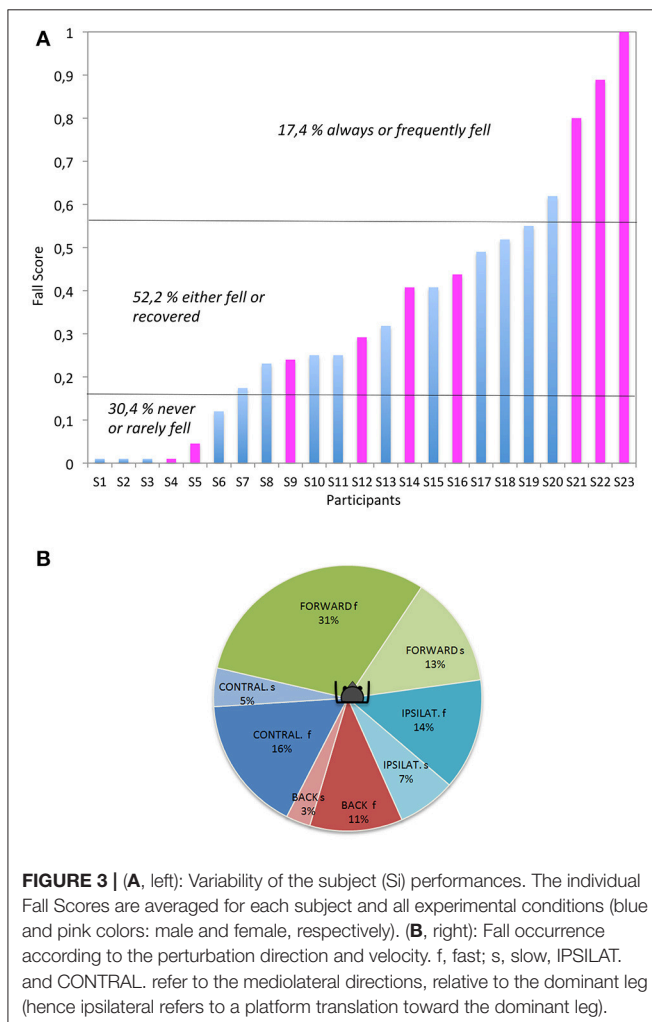 A
Fall Score
1
0,9
0,8
0,7
0,6
0,5
0,4
0,3
0,2
0,1
0
17,4 % always or frequently fell
52,2 % either fell or
recovered
30,4 % never
or rarely fell
S1 S2 S3 S4 S5 S6 S7 S8 S9 S10 S11 S12 S13 S14 S15 S16 S17 S18 S19 S20 S21 S22 S23
Participants
B
FORWARD f
31%
FORWARD s
13%
CONTRAL. s
5%
IPSILAT. f
14%
CONTRAL. f
16%
IPSILAT. s
7%
BACK s
3%
BACK f
11%
FIGURE 3 | (A, left): Variability of the subject (Si) performances. The individual
Fall Scores are averaged for each subject and all experimental conditions (blue
and pink colors: male and female, respectively). (B, right): Fall occurrence
according to the perturbation direction and velocity. f, fast; s, slow, IPSILAT.
and CONTRAL. refer to the mediolateral directions, relative to the dominant leg
(hence ipsilateral refers to a platform translation toward the dominant leg).